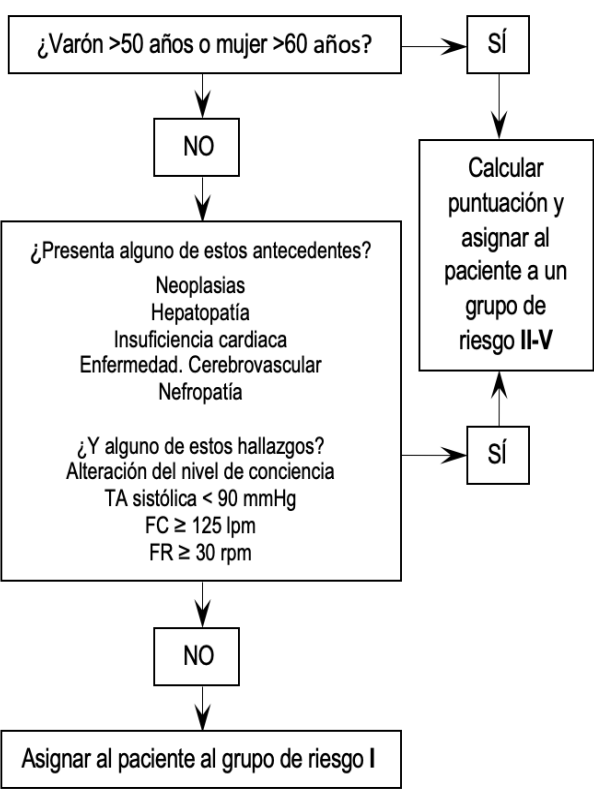 ¿Varón >50 años o mujer >60 años?
SÍ
NO
Calcular
puntuación y
asignar al
paciente a un
grupo de
riesgo II-V
¿Presenta alguno de estos antecedentes?
Neoplasias
Hepatopatía
Insuficiencia cardiaca
Enfermedad. Cerebrovascular
Nefropatía
¿Y alguno de estos hallazgos?
Alteración del nivel de conciencia
TA sistólica < 90 mmHg
FC ≥ 125 lpm
FR ≥ 30 rpm
SÍ
NO
Asignar al paciente al grupo de riesgo I